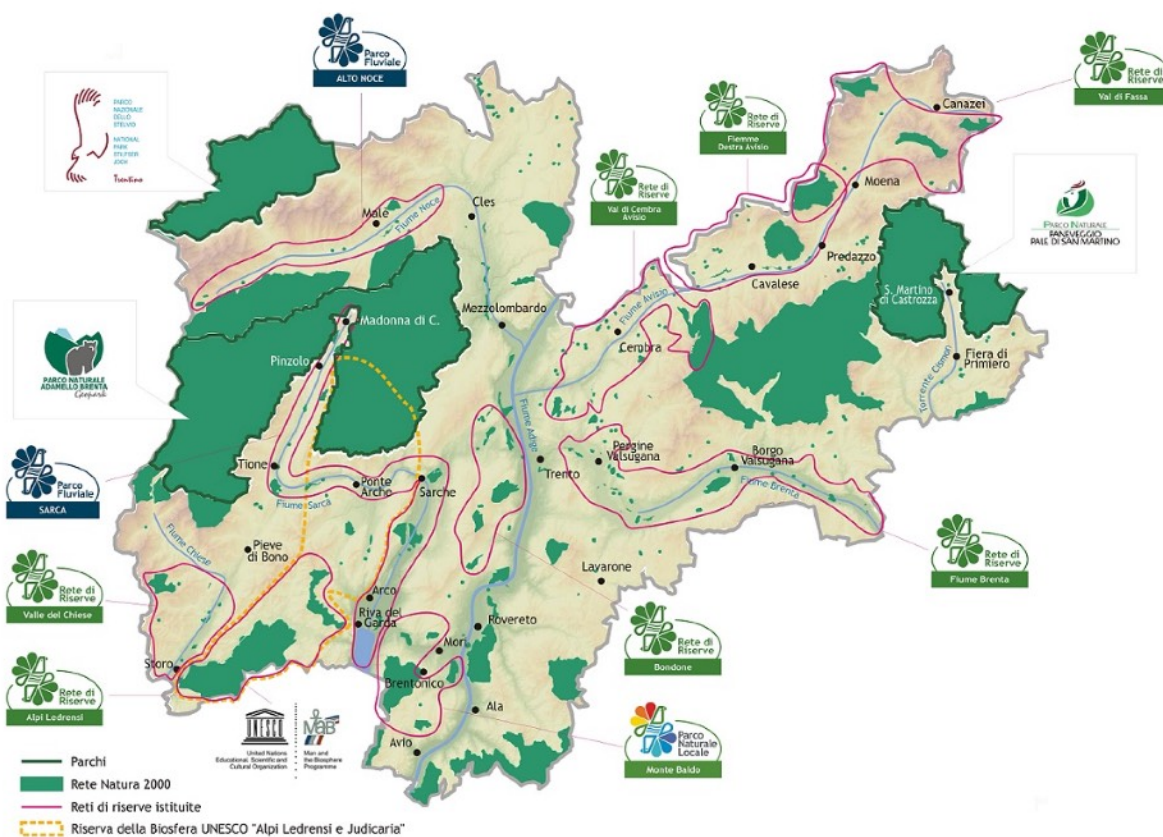 Parco
Fluviale
ALTO NOCE
PARCO
NAZIONALE
DELLO
STELVIO
NATIONAL
PARK
STILFSER
JOCH
Trentino
Rete di
Riserve
Val di Fassa
Rete di
Riserve
Fiemme
Destra Avisio
Rete di
Riserve
Val di Cembra
Avisio
PARCO NATURALE
PANEVEGGIO
PALE DI SAN MARTINO
Canazei
Moena
Predazzo
Cavalese
S. Martino
di Castrozza
Fiera di
Primiero
Torrente Cismon
Malè
Fiume Noce
Cles
Mezzolombardo
Fiume Avisio
Cembra
Madonna di C.
Pinzolo
PARCO NATURALE
ADAMELLO BRENTA
Geopark
Fiume Adige
Trento
Pergine
Valsugana
Borgo
Valsugana
Fiume Brenta
Tione
Ponte
Arche
Sarche
Fiume Sarca
Parco
Fluviale
SARCA
Fiume Chiese
Pieve
di Bono
Lavarone
Rete di
Riserve
Fiume Brenta
Rete di
Riserve
Valle del Chiese
Arco
Riva del
Garda
Rovereto
Mori
Brentonico
Rete di
Riserve
Bondone
Storo
Rete di
Riserve
Alpi Ledrensi
Ala
Avio
Parco
Naturale
Locale
Monte Baldo
UNESCO
United Nations
Educational, Scientific and
Cultural Organization
MaB
Man and
the Biosphere
Programme
Parchi
Rete Natura 2000
Reti di riserve istituite
Riserva della Biosfera UNESCO "Alpi Ledrensi e Judicaria"